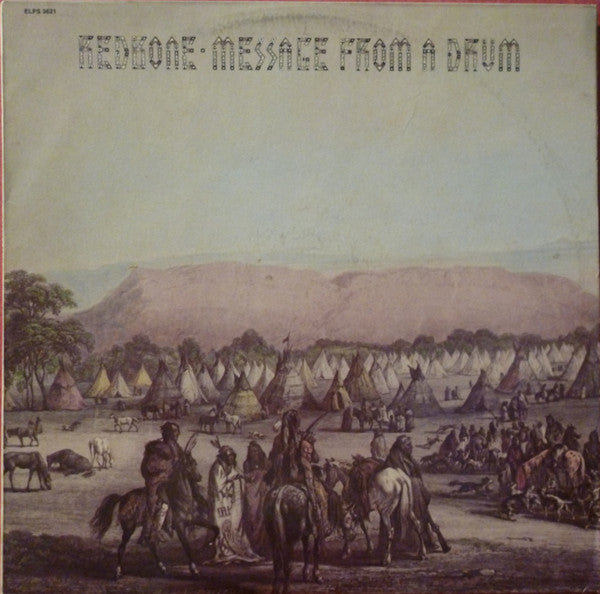 ELPS 3621
REDBONE · MESSAGE FROM A DRUM